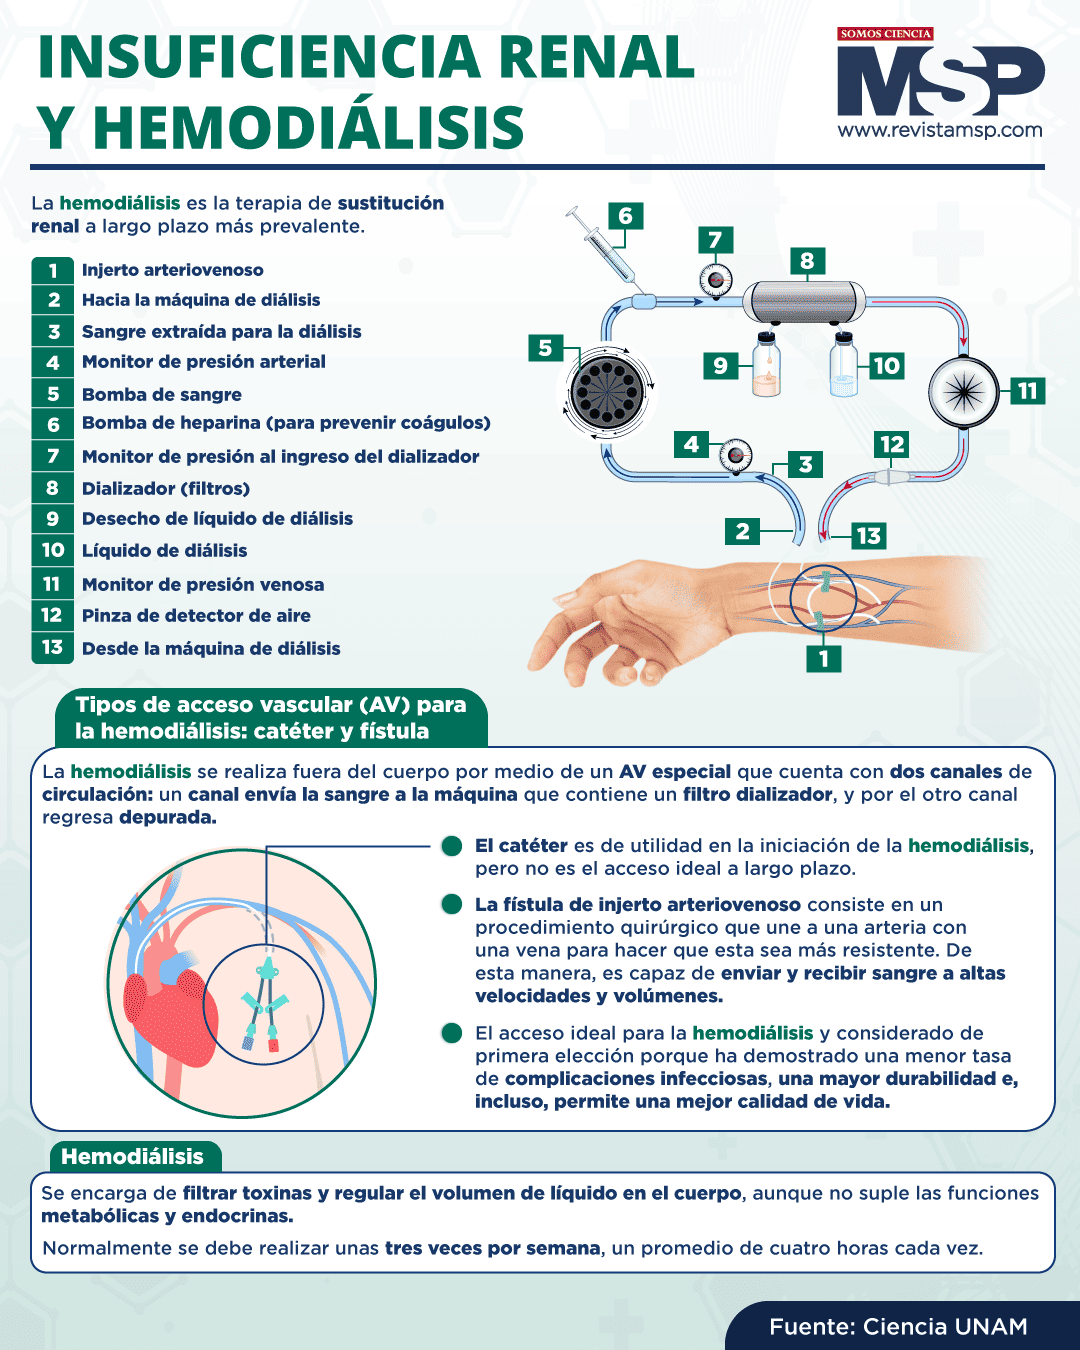 INSUFICIENCIA RENAL
Y HEMODIÁLISIS
SOMOS CIENCIA
MSP
www.revistamsp.com
La hemodiálisis es la terapia de sustitución
renal a largo plazo más prevalente.
1 Injerto arteriovenoso
2 Hacia la máquina de diálisis
3 Sangre extraída para la diálisis
4 Monitor de presión arterial
5 Bomba de sangre
6 Bomba de heparina (para prevenir coágulos)
7 Monitor de presión al ingreso del dializador
8 Dializador (filtros)
9 Desecho de líquido de diálisis
10 Líquido de diálisis
11 Monitor de presión venosa
12 Pinza de detector de aire
13 Desde la máquina de diálisis
6
7
8
5
9
10
11
4
3
12
2
13
1
Tipos de acceso vascular (AV) para
la hemodiálisis: catéter y fístula
La hemodiálisis se realiza fuera del cuerpo por medio de un AV especial que cuenta con dos canales de
circulación: un canal envía la sangre a la máquina que contiene un filtro dializador, y por el otro canal
regresa depurada.
El catéter es de utilidad en la iniciación de la hemodiálisis,
pero no es el acceso ideal a largo plazo.
La fístula de injerto arteriovenoso consiste en un
procedimiento quirúrgico que une a una arteria con
una vena para hacer que esta sea más resistente. De
esta manera, es capaz de enviar y recibir sangre a altas
velocidades y volúmenes.
El acceso ideal para la hemodiálisis y considerado de
primera elección porque ha demostrado una menor tasa
de complicaciones infecciosas, una mayor durabilidad e,
incluso, permite una mejor calidad de vida.
Hemodiálisis
Se encarga de filtrar toxinas y regular el volumen de líquido en el cuerpo, aunque no suple las funciones
metabólicas y endocrinas.
Normalmente se debe realizar unas tres veces por semana, un promedio de cuatro horas cada vez.
Fuente: Ciencia UNAM